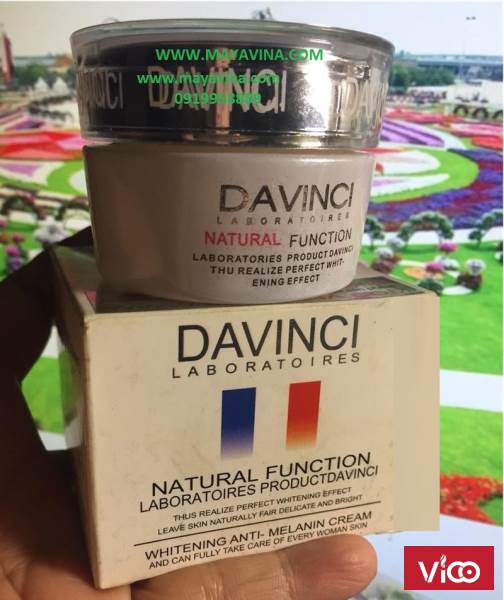 WWW.MAYAVINA.COM
www.mayavina.com
DAVINCI
DAVINCI
LABORATOIRES
NATURAL FUNCTION
LABORATORIES PRODUCT DAVINCI
THU REALIZE PERFECT WHIT-
ENING EFFECT
DAVINCI
LABORATOIRES
NATURAL FUNCTION
LABORATOIRES PRODUCTDAVINCI
THUS REALIZE PERFECT WHITENING EFFECT
LEAVE SKIN NATURALLY FAIR DELICATE AND BRIGHT
WHITENING ANTI- MELANIN CREAM
AND CAN FULLY TAKE CARE OF EVERY WOMAN SKIN
Vico